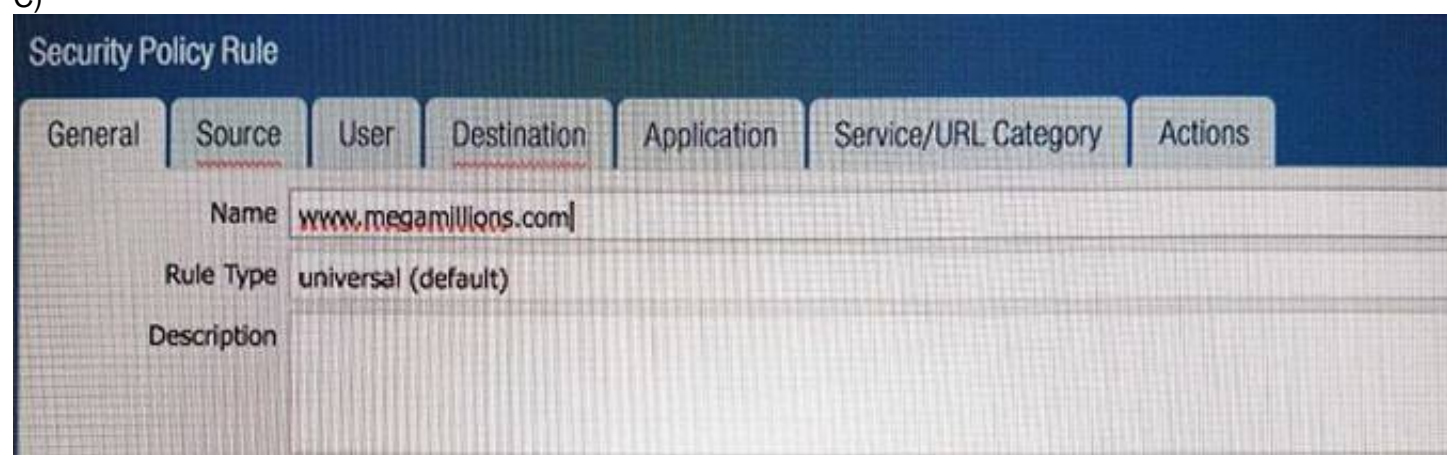 C)
Security Policy Rule
General Source User Destination Application Service/URL Category Actions
Name www.megamillions.com
Rule Type universal (default)
Description